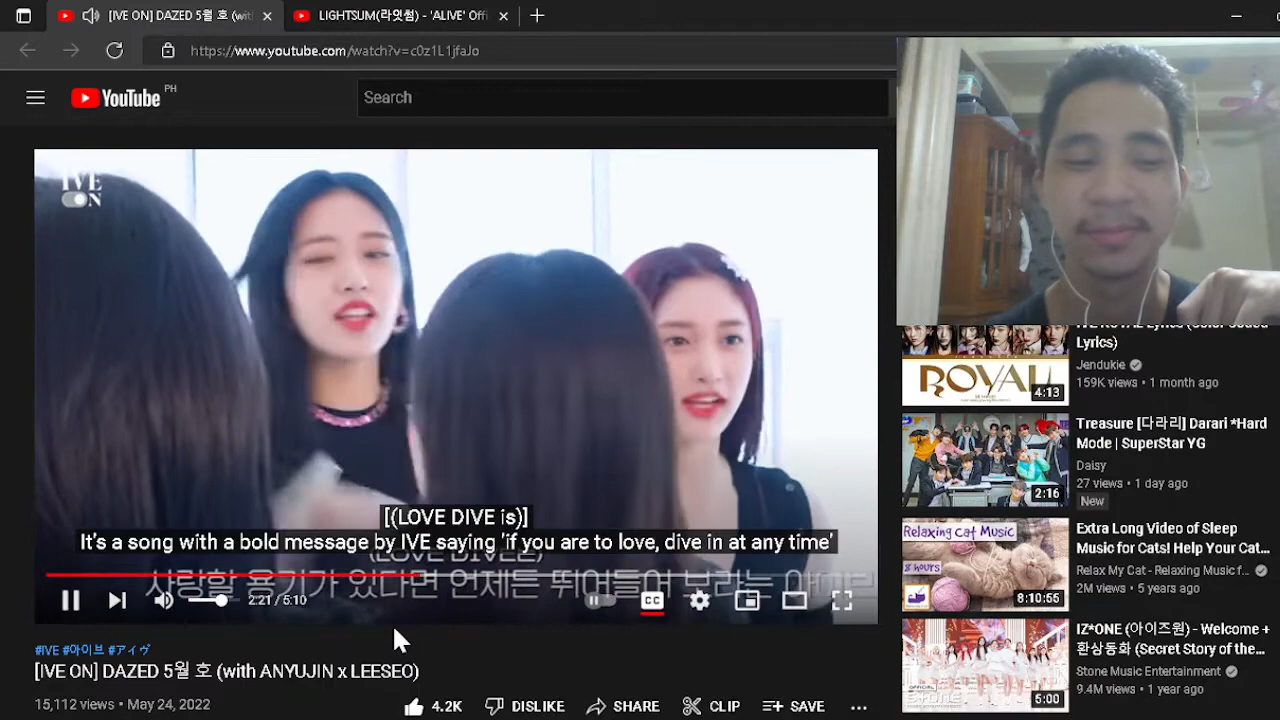 [IVE ON] DAZED 5월 호 (wit
LIGHTSUM(라잇썸) - 'ALIVE' Offi
https://www.youtube.com/watch?v=c0z1L1jfaJo
YouTube PH
Search
IVE
ON
[(LOVE DIVE is)]
It's a song with a bold message by IVE saying 'if you are to love, dive in at any time'
(LOVE DIVE는)
사랑할 용기가 있다면 언제든 뛰어들어 보라는
2:21 / 5:10
CC
#IVE #아이브 #アイヴ
[IVE ON] DAZED 5월 호 (with ANYUJIN x LEESEO)
15,112 views • May 24, 2022
4.2K
DISLIKE
SHARE
CLIP
SAVE
Lyrics)
Jendukie
159K views • 1 month ago
ROYAL
4:13
Treasure [다라리] Darari *Hard
Mode | SuperStar YG
Daisy
27 views • 1 day ago
New
2:16
Relaxing Cat Music
8 hours
8:10:55
Extra Long Video of Sleep
Music for Cats! Help Your Cat...
Relax My Cat - Relaxing Music f...
2M views • 5 years ago
IZ*ONE (아이즈원) - Welcome +
환상동화 (Secret Story of the...
Stone Music Entertainment
9.4M views • 1 year ago
OFFICIAL
5:00